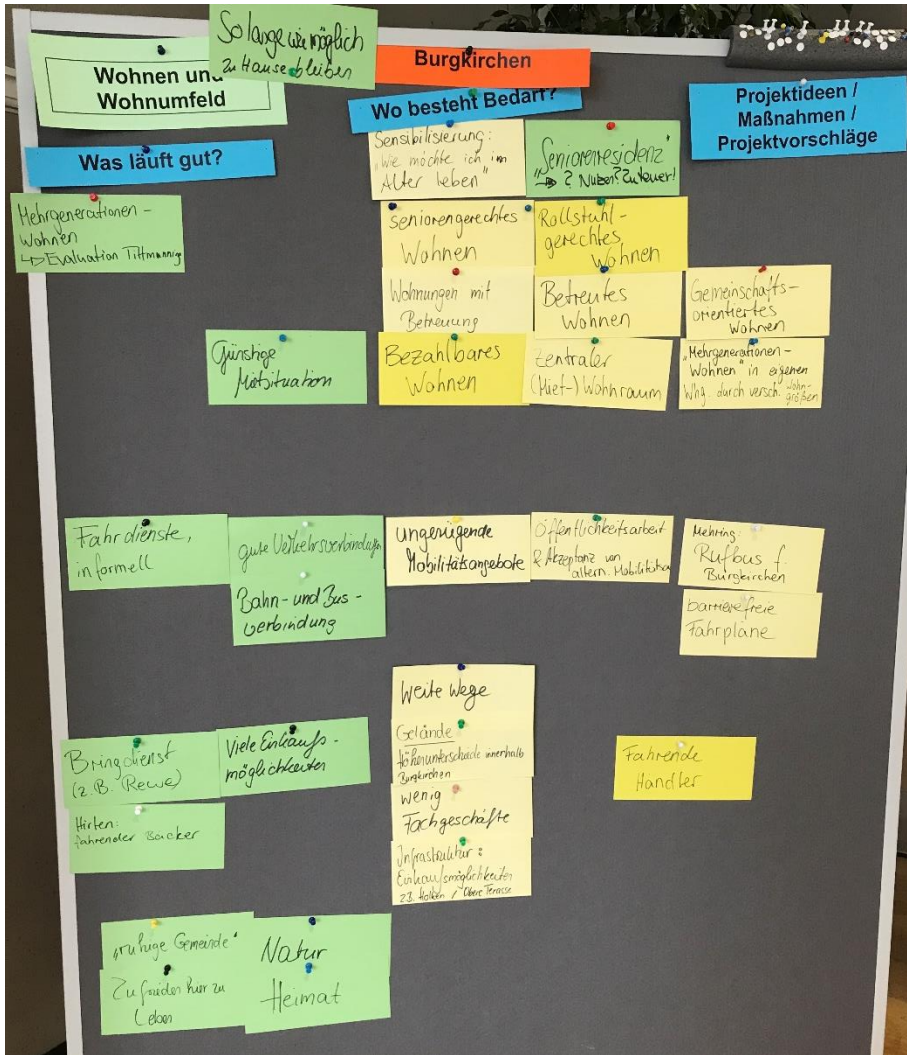 So lange wie möglich
zu Hause bleiben
Wohnen und
Wohnumfeld
Burgkirchen
Wo besteht Bedarf?
Projektideen /
Maßnahmen /
Projektvorschläge
Was läuft gut?
Mehrgenerationen-
Wohnen
↳ Evaluation Tittmoning
Günstige
Mietsituation
Sensibilisierung:
"Wie möchte ich im
Alter leben"
"Seniorenresidenz"
→ ? Nutzen? Zu teuer!
seniorengerechtes
Wohnen
Rollstuhl-
gerechtes
Wohnen
Wohnungen mit
Betreuung
Betreutes
Wohnen
Gemeinschafts-
orientiertes
Wohnen
Bezahlbares
Wohnen
zentraler
(Miet-) Wohnraum
"Mehrgenerationen-
Wohnen" in eigenen
Whg. durch versch. Wohn-
größen
Fahrdienste,
informell
gute Verkehrsverbindungen
Bahn- und Bus-
verbindung
ungenügende
Mobilitätsangebote
Öffentlichkeitsarbeit
& Akzeptanz von
altern.
Mehring:
Rufbus f.
Burgkirchen
barrierefreie
Fahrpläne
Bringdienst
(z.B. Rewe)
Viele Einkaufs-
möglichkeiten
Hirten:
fahrender Bäcker
Weite Wege
Gelände
Höhenunterschiede innerhalb
Burgkirchen
wenig
Fachgeschäfte
Infrastruktur:
Einkaufsmöglichkeiten
z.B. / Obere Terrasse
Fahrende
Händler
"ruhige Gemeinde"
Zufrieden hier zu
Leben
Natur
Heimat